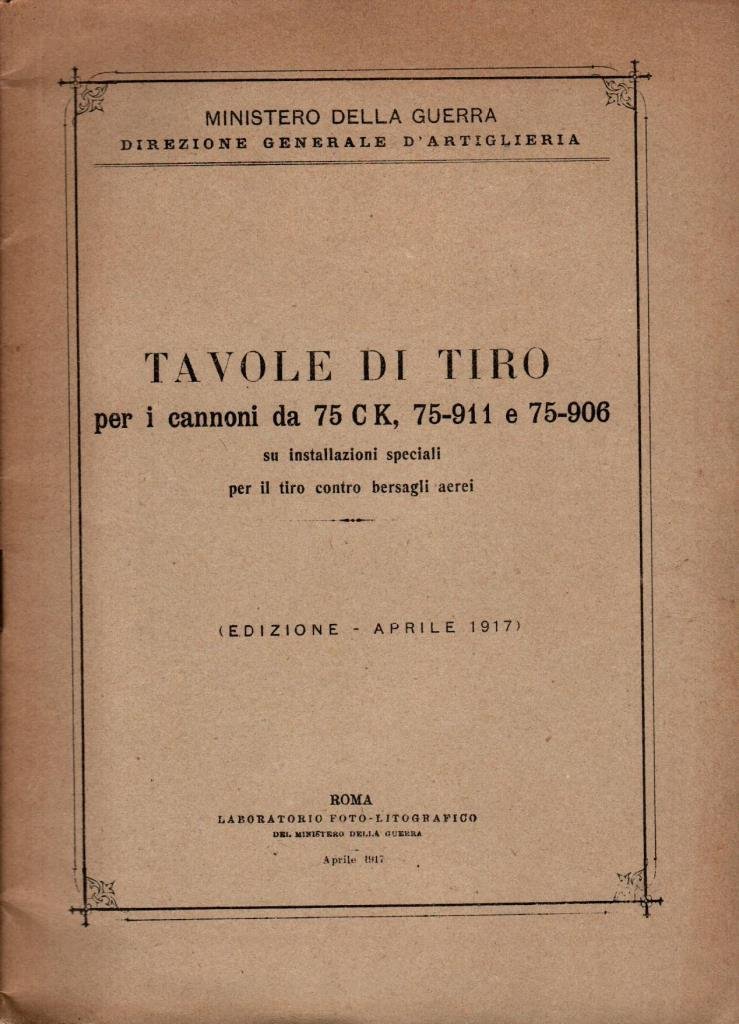 MINISTERO DELLA GUERRA
DIREZIONE GENERALE D'ARTIGLIERIA
TAVOLE DI TIRO
per i cannoni da 75 CK, 75-911 e 75-906
su installazioni speciali
per il tiro contro bersagli aerei
(EDIZIONE - APRILE 1917)
ROMA
LABORATORIO FOTO-LITOGRAFICO
DEL MINISTERO DELLA GUERRA
Aprile 1917